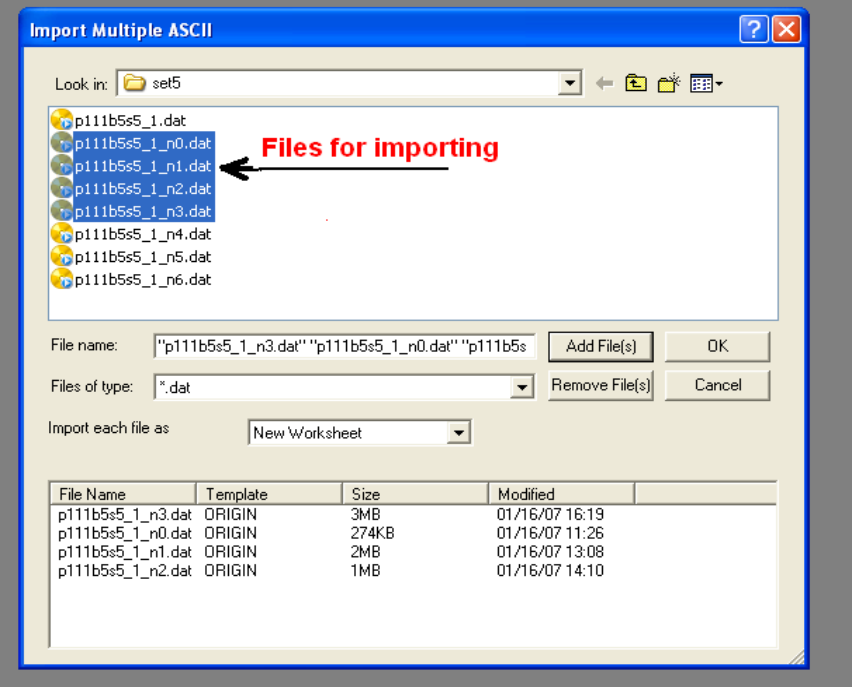 Import Multiple ASCII
Look in: set5
p111b5s5_1.dat
p111b5s5_1_n0.dat
Files for importing
p111b5s5_1_n1.dat
p111b5s5_1_n2.dat
p111b5s5_1_n3.dat
p111b5s5_1_n4.dat
p111b5s5_1_n5.dat
p111b5s5_1_n6.dat
File name: "p111b5s5_1_n3.dat" "p111b5s5_1_n0.dat" "p111b5s Add File(s) OK
Files of type: *.dat Remove File(s) Cancel
Import each file as New Worksheet
File Name Template Size Modified
p111b5s5_1_n3.dat ORIGIN 3MB 01/16/07 16:19
p111b5s5_1_n0.dat ORIGIN 274KB 01/16/07 11:26
p111b5s5_1_n1.dat ORIGIN 2MB 01/16/07 13:08
p111b5s5_1_n2.dat ORIGIN 1MB 01/16/07 14:10